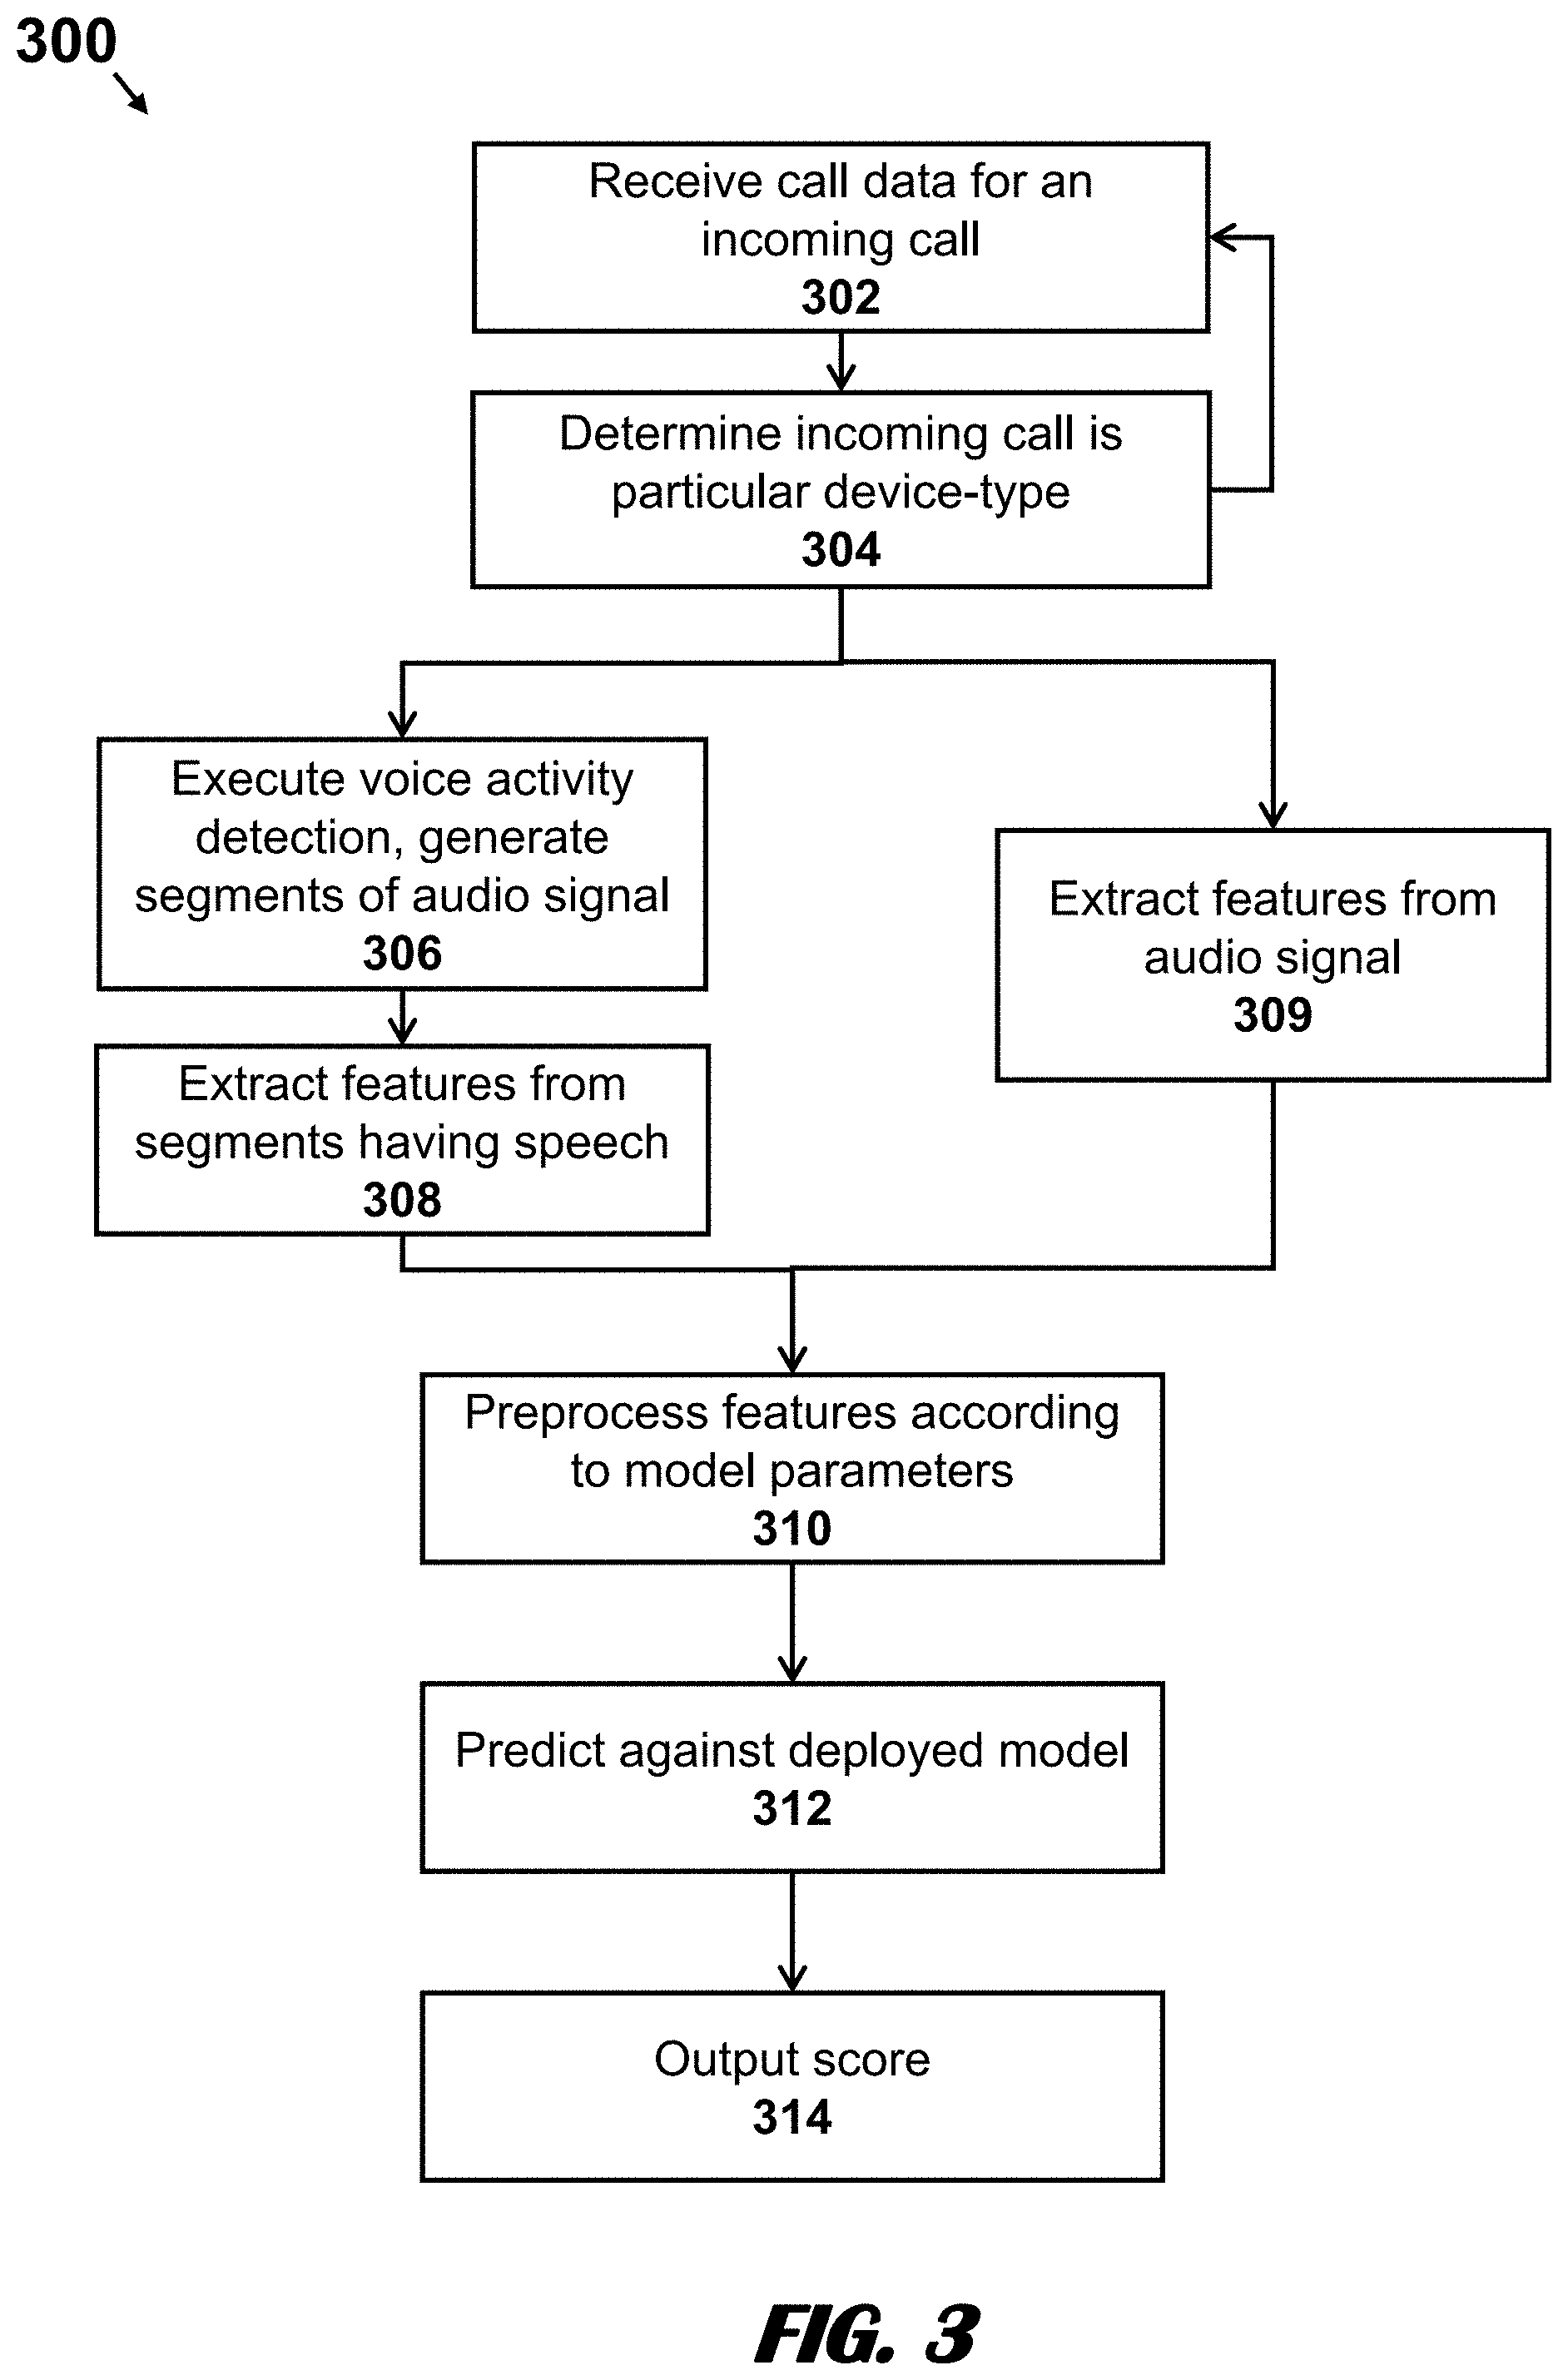 300
Receive call data for an
incoming call
302
Determine incoming call is
particular device-type
304
Execute voice activity
detection, generate
segments of audio signal
306
Extract features from
audio signal
309
Extract features from
segments having speech
308
Preprocess features according
to model parameters
310
Predict against deployed model
312
Output score
314
FIG. 3